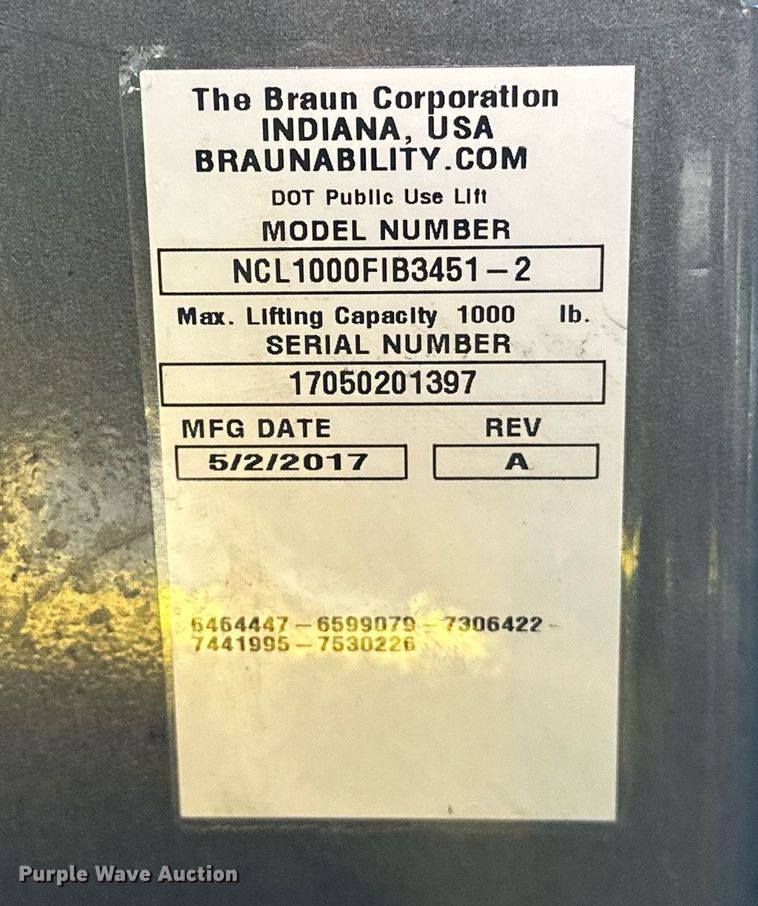 The Braun Corporation
INDIANA, USA
BRAUNABILITY.COM
DOT Public Use Lift
MODEL NUMBER
NCL1000FIB3451-2
Max. Lifting Capacity 1000 lb.
SERIAL NUMBER
17050201397
MFG DATE REV
5/2/2017 A
6464447-6599079-7306422-
7441995-7530226
Purple Wave Auction